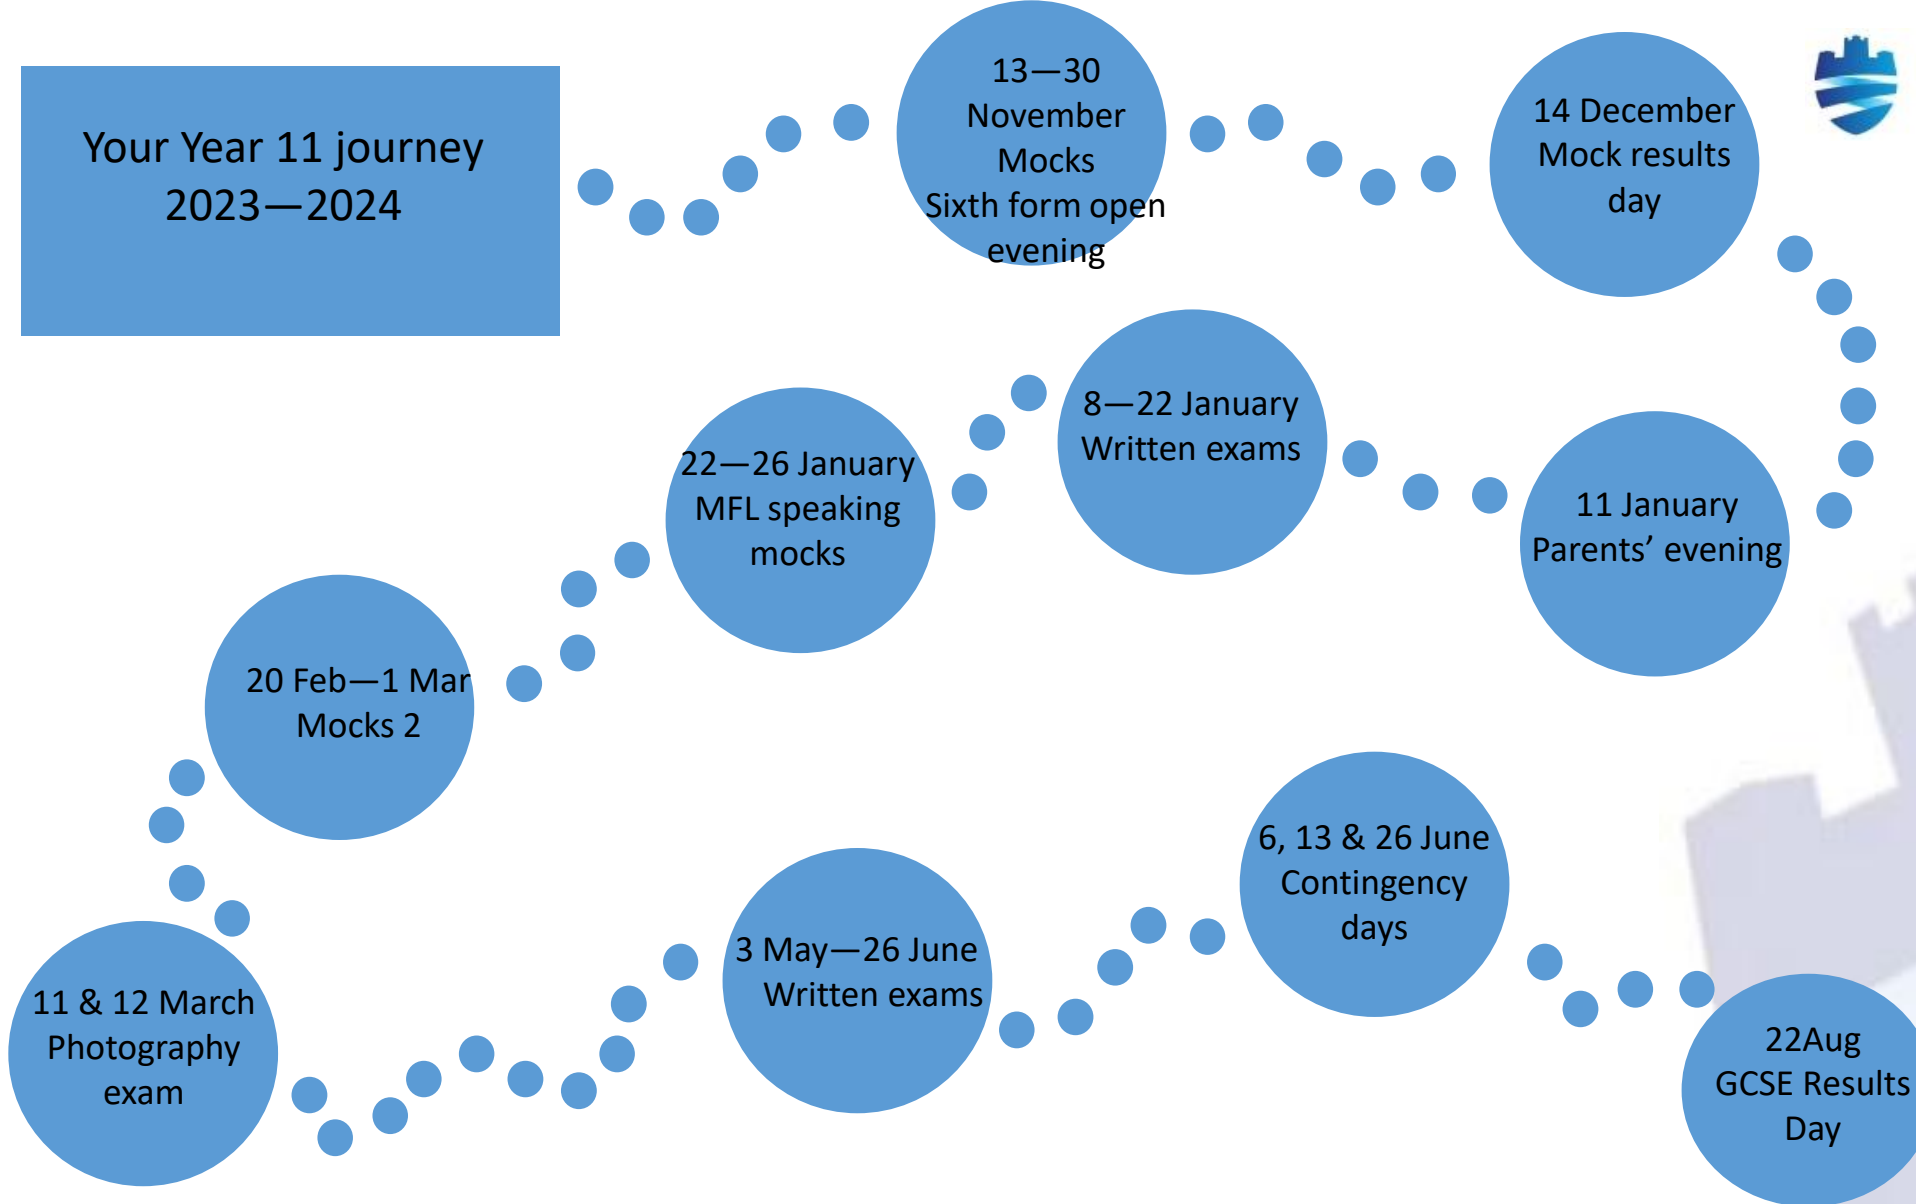 Your Year 11 journey
2023—2024
13—30
November
Mocks
Sixth form open
evening
14 December
Mock results
day
11 January
Parents’ evening
8—22 January
Written exams
22—26 January
MFL speaking
mocks
20 Feb—1 Mar
Mocks 2
11 & 12 March
Photography
exam
3 May—26 June
Written exams
6, 13 & 26 June
Contingency
days
22Aug
GCSE Results
Day